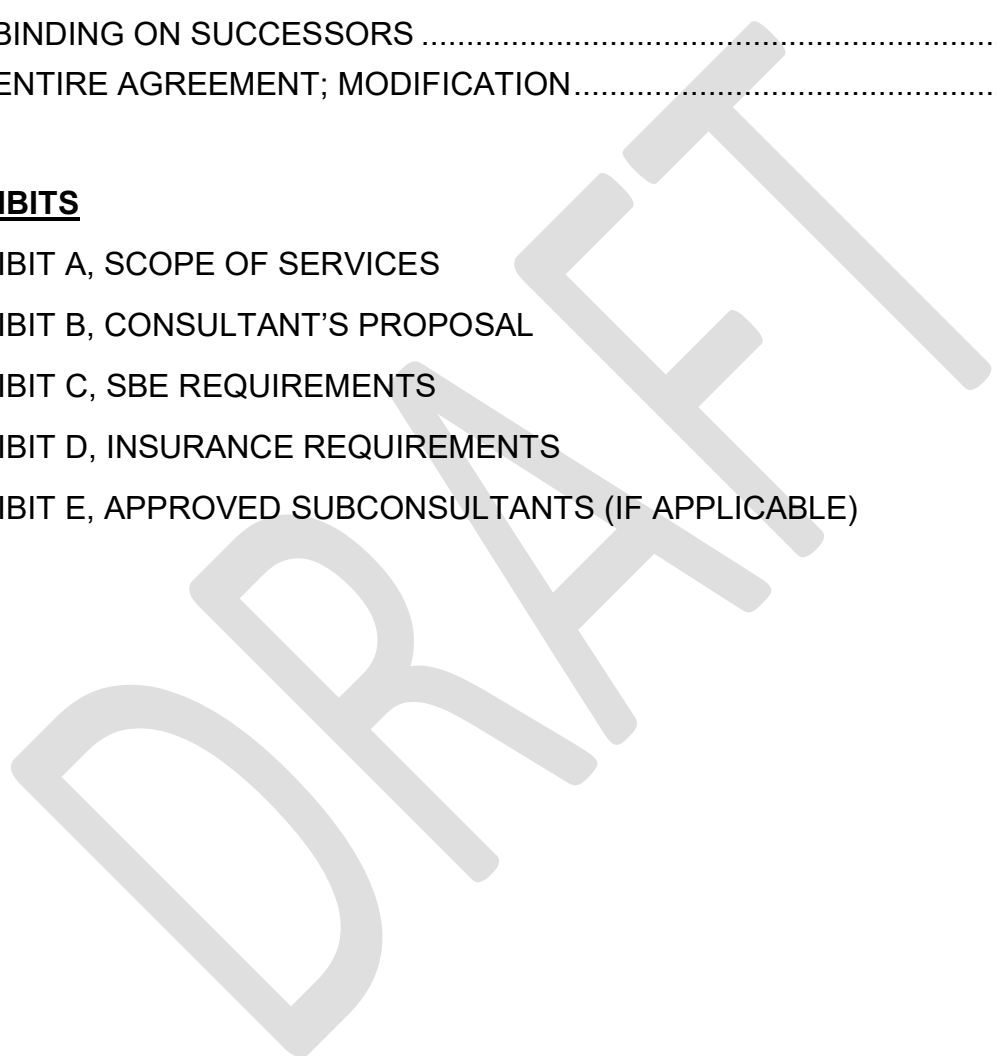 BINDING ON SUCCESSORS ................................................................
ENTIRE AGREEMENT; MODIFICATION...............................................
IBITS
IBIT A, SCOPE OF SERVICES
IBIT B, CONSULTANT’S PROPOSAL
IBIT C, SBE REQUIREMENTS
IBIT D, INSURANCE REQUIREMENTS
IBIT E, APPROVED SUBCONSULTANTS (IF APPLICABLE)
DRAFT